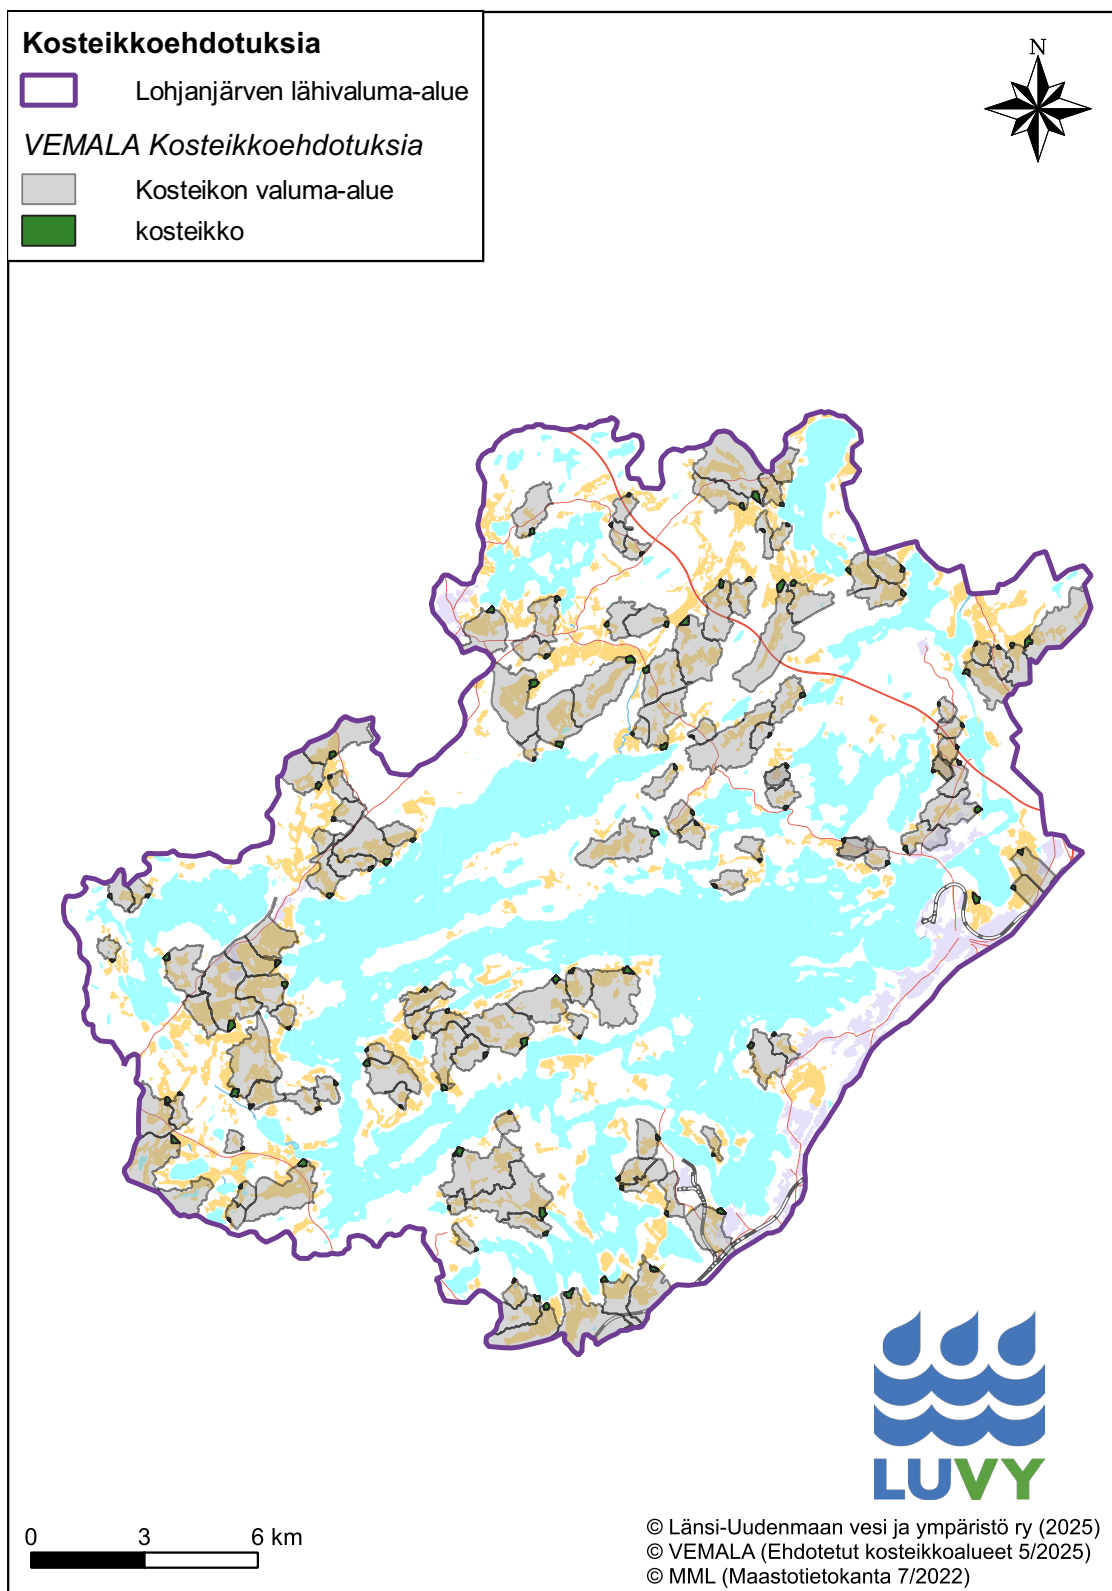 Kosteikkoehdotuksia
Lohjanjärven lähivaluma-alue
VEMALA Kosteikkoehdotuksia
Kosteikon valuma-alue
kosteikko
N
LUVY
0 3 6 km
© Länsi-Uudenmaan vesi ja ympäristö ry (2025)
© VEMALA (Ehdotetut kosteikkoalueet 5/2025)
© MML (Maastotietokanta 7/2022)